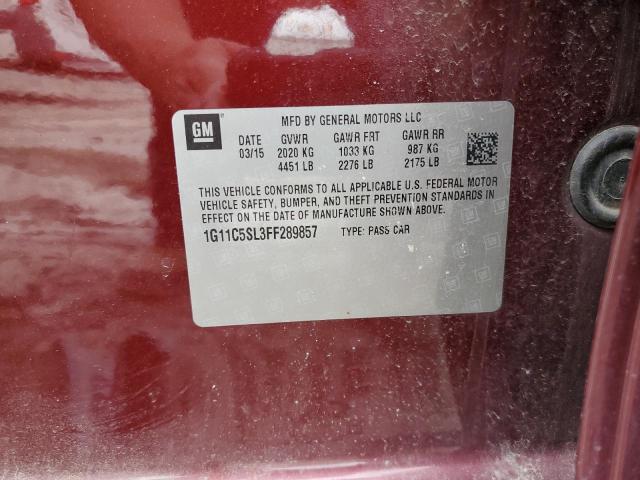 GM
MFD BY GENERAL MOTORS LLC
DATE GVWR GAWR FRT GAWR RR
03/15 2020 KG 1033 KG 987 KG
4451 LB 2276 LB 2175 LB
THIS VEHICLE CONFORMS TO ALL APPLICABLE U.S. FEDERAL MOTOR
VEHICLE SAFETY, BUMPER, AND THEFT PREVENTION STANDARDS IN
EFFECT ON THE DATE OF MANUFACTURE SHOWN ABOVE.
1G11C5SL3FF289857 TYPE: PASS CAR